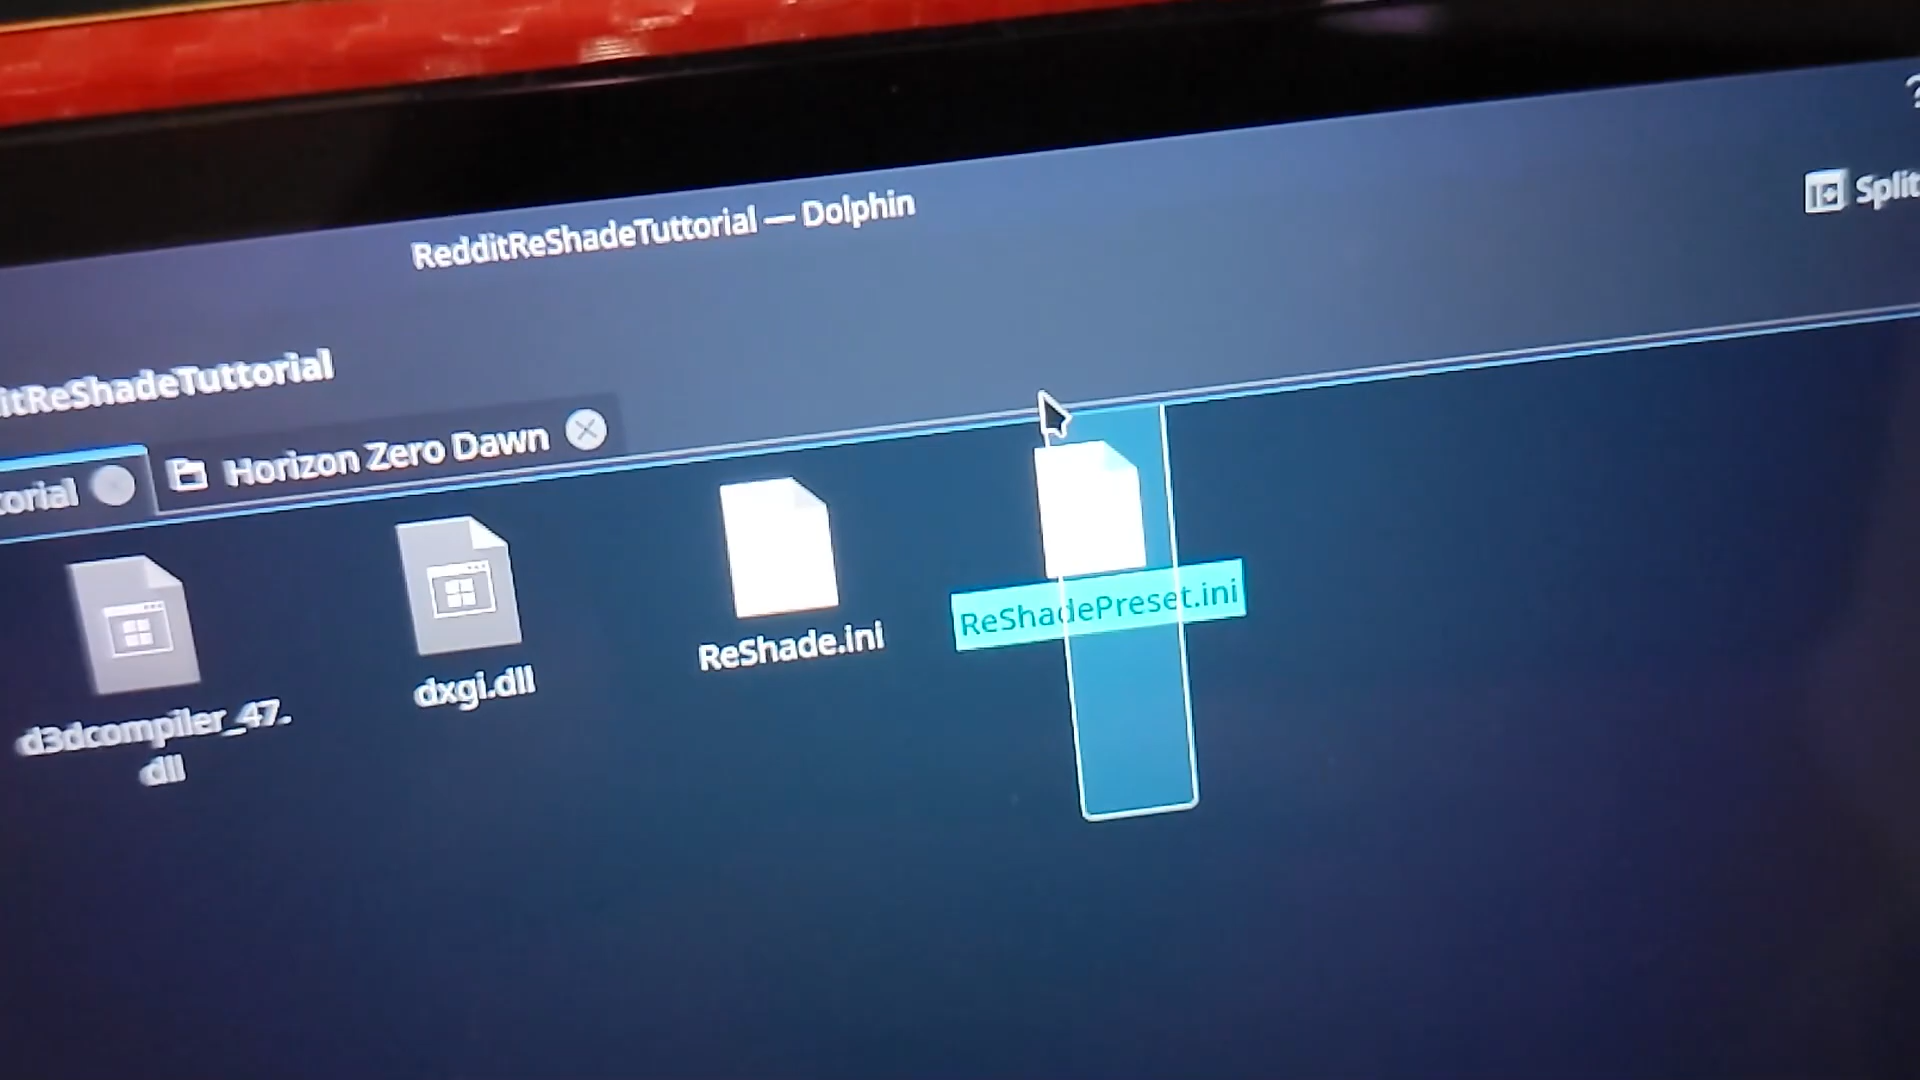 RedditReShadeTuttorial — Dolphin
?
Split
itReShadeTuttorial
torial
Horizon Zero Dawn
d3dcompiler_47.
dll
dxgi.dll
ReShade.ini
ReShadePreset.ini